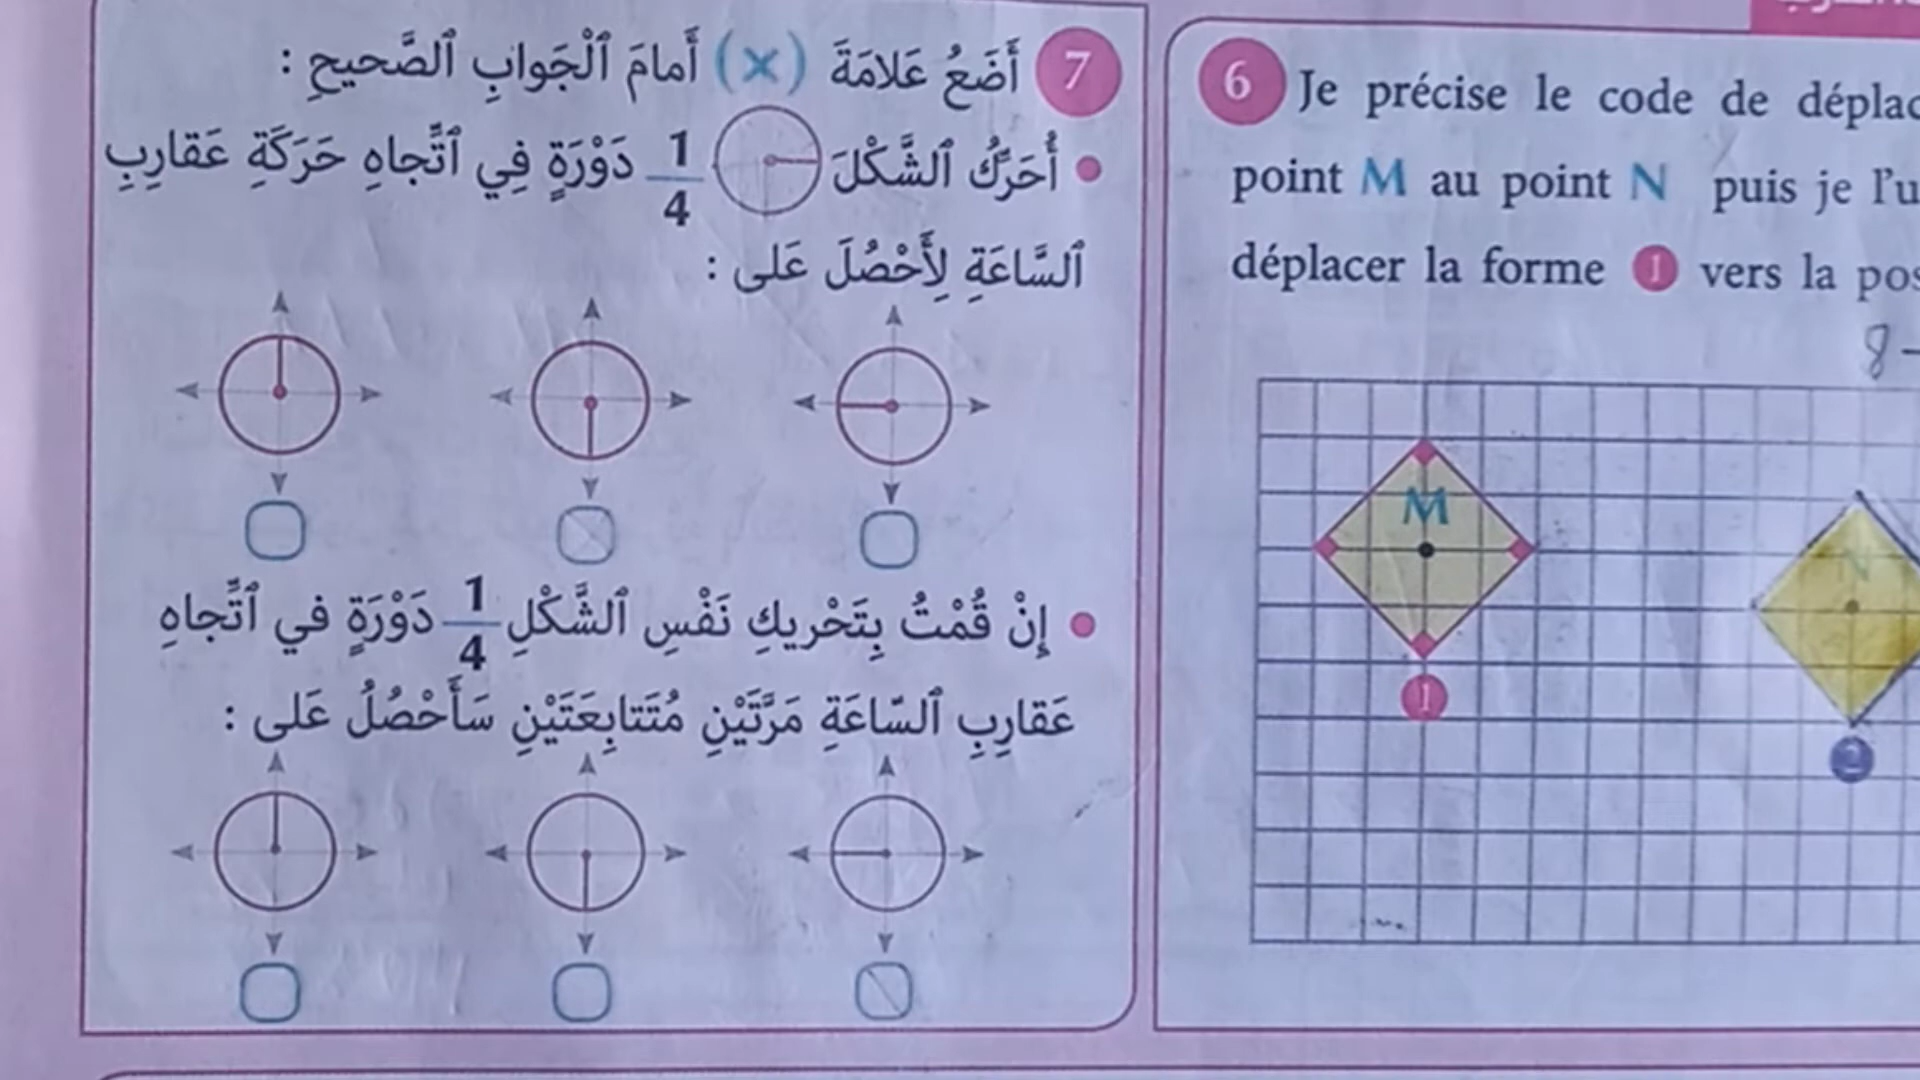 7 أَضَعُ عَلامَةَ (×) أَمامَ ٱلْجَوابِ ٱلصَّحيحِ :
• أُحَرِّكُ ٱلشَّكْلَ 1/4 دَوْرَةٍ فِي ٱتِّجاهِ حَرَكَةِ عَقارِبِ
ٱلسَّاعَةِ لِأَحْصُلَ عَلى :
• إِنْ قُمْتُ بِتَحْريكِ نَفْسِ ٱلشَّكْلِ 1/4 دَوْرَةٍ في ٱتِّجاهِ
عَقارِبِ ٱلسّاعَةِ مَرَّتَيْنِ مُتَتابِعَتَيْنِ سَأَحْصُلُ عَلى :
6 Je précise le code de déplac
point M au point N puis je l'u
déplacer la forme 1 vers la pos
8-
M
N
1
2